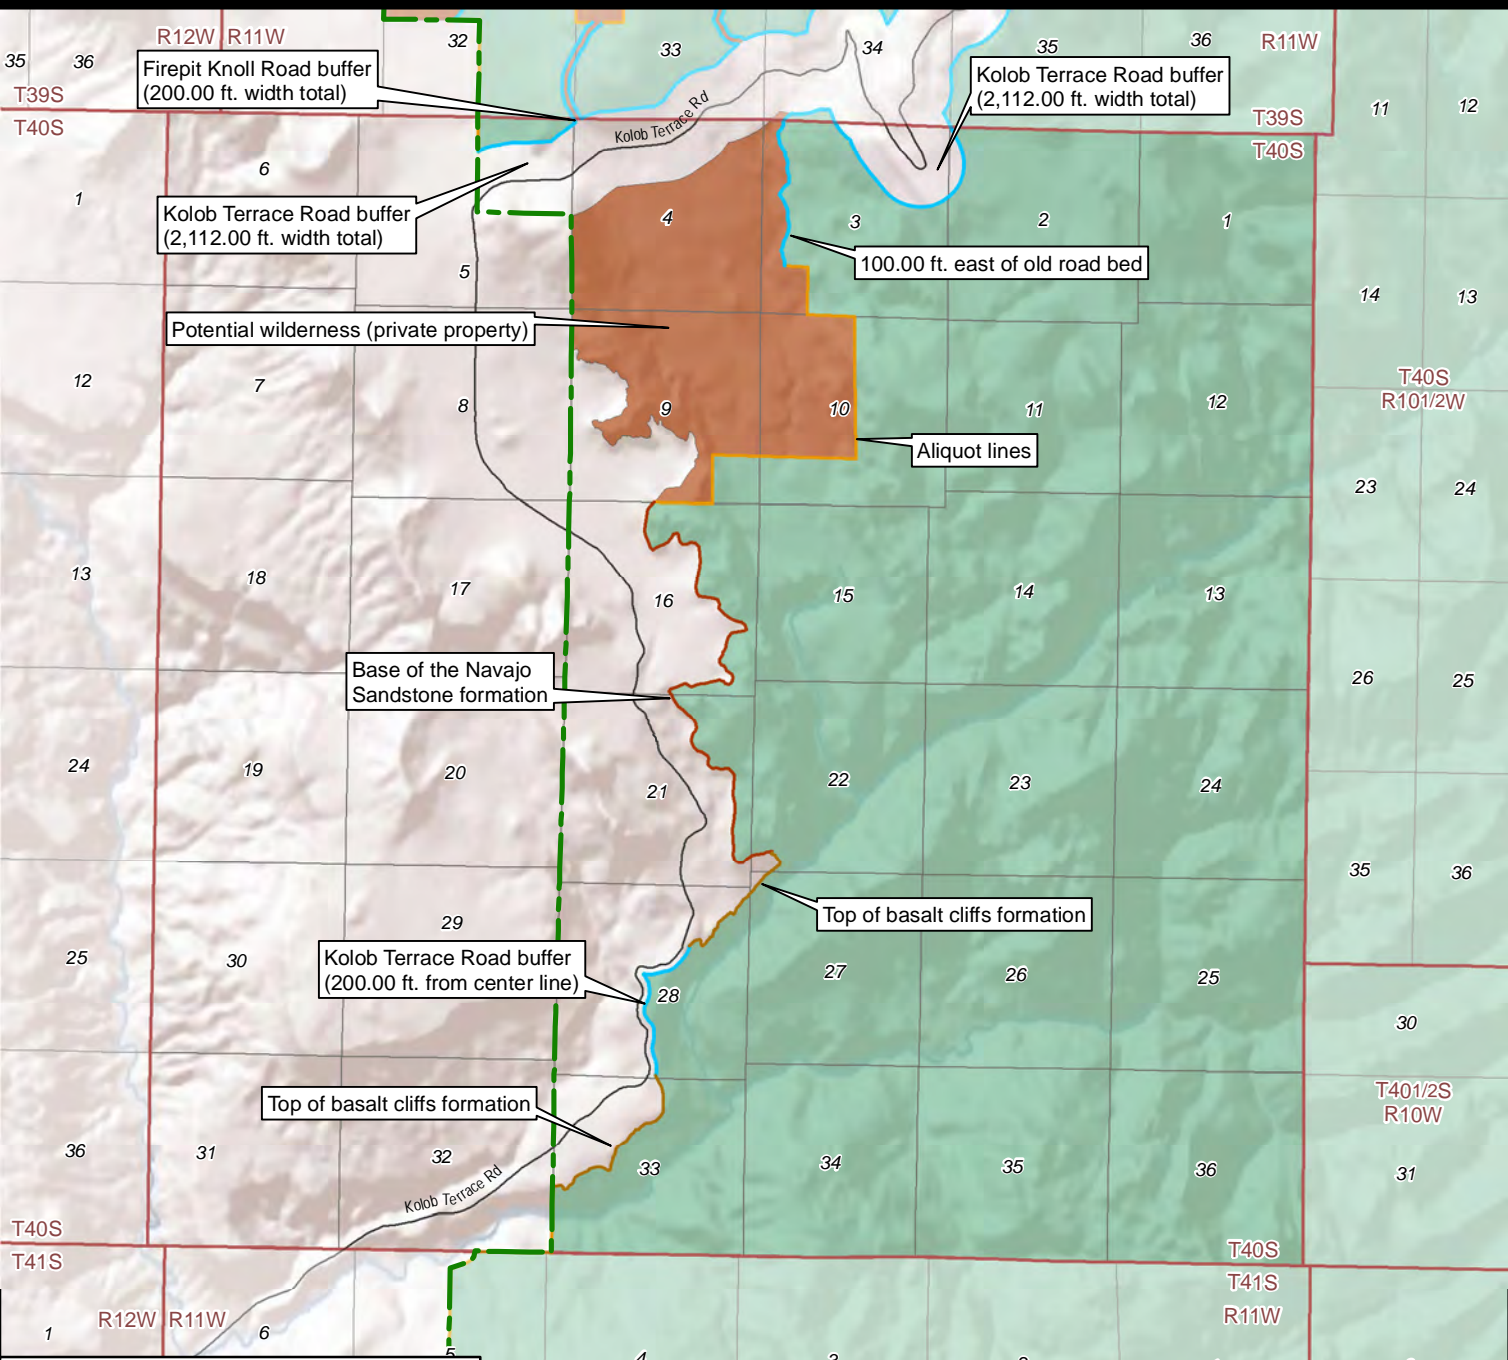 R12W R11W
32
33
34
35
36
R11W
35
36
Firepit Knoll Road buffer
(200.00 ft. width total)
Kolob Terrace Road buffer
(2,112.00 ft. width total)
T39S
T40S
11
12
Kolob Terrace Rd
T39S
T40S
6
1
Kolob Terrace Road buffer
(2,112.00 ft. width total)
4
3
2
1
5
100.00 ft. east of old road bed
14
13
Potential wilderness (private property)
12
7
8
9
10
11
12
T40S
R101/2W
Aliquot lines
23
24
13
18
17
16
15
14
13
Base of the Navajo
Sandstone formation
26
25
24
19
20
21
22
23
24
35
36
29
Top of basalt cliffs formation
25
30
Kolob Terrace Road buffer
(200.00 ft. from center line)
28
27
26
25
30
T401/2S
R10W
Top of basalt cliffs formation
36
31
32
33
34
35
36
31
Kolob Terrace Rd
T40S
T41S
T40S
T41S
R11W
R12W R11W
1
6
5
4
3